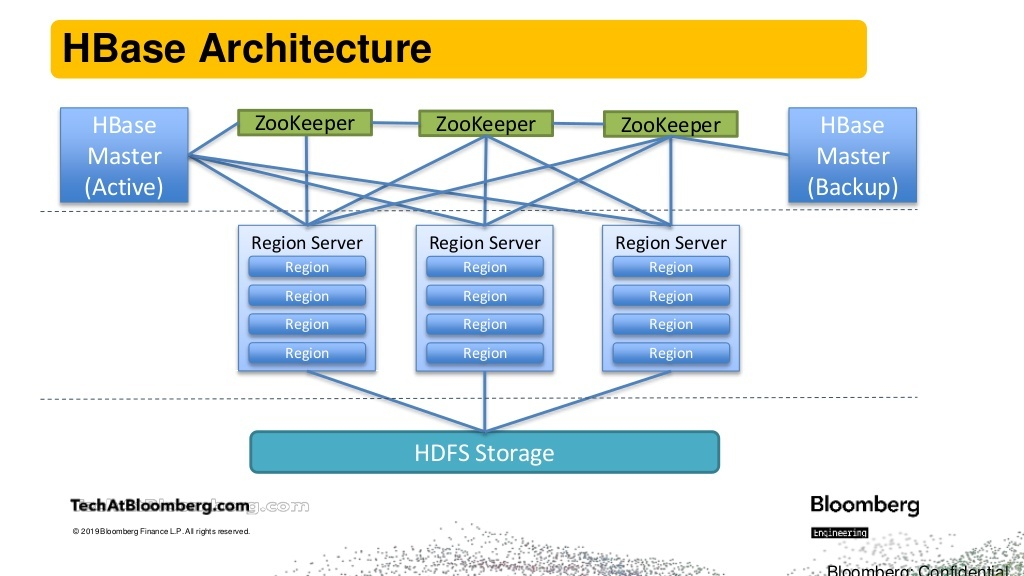 HBase Architecture
HBase
Master
(Active)
ZooKeeper
ZooKeeper
ZooKeeper
HBase
Master
(Backup)
Region Server
Region
Region
Region
Region
Region Server
Region
Region
Region
Region
Region Server
Region
Region
Region
Region
HDFS Storage
TechAtBloomberg.com
© 2019 Bloomberg Finance L.P. All rights reserved.
Bloomberg
Engineering
Bloomberg Confidential